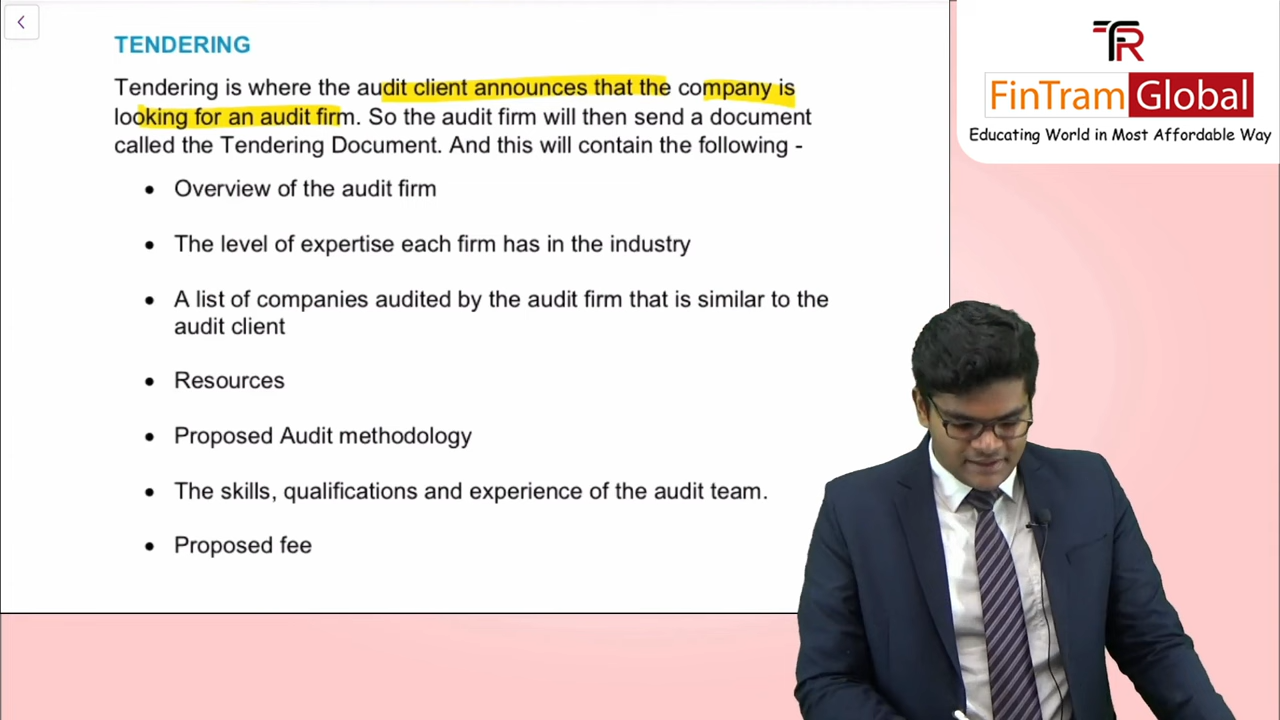 TENDERING
Tendering is where the audit client announces that the company is
looking for an audit firm. So the audit firm will then send a document
called the Tendering Document. And this will contain the following -
• Overview of the audit firm
• The level of expertise each firm has in the industry
• A list of companies audited by the audit firm that is similar to the
audit client
• Resources
• Proposed Audit methodology
• The skills, qualifications and experience of the audit team.
• Proposed fee
FinTram Global
Educating World in Most Affordable Way